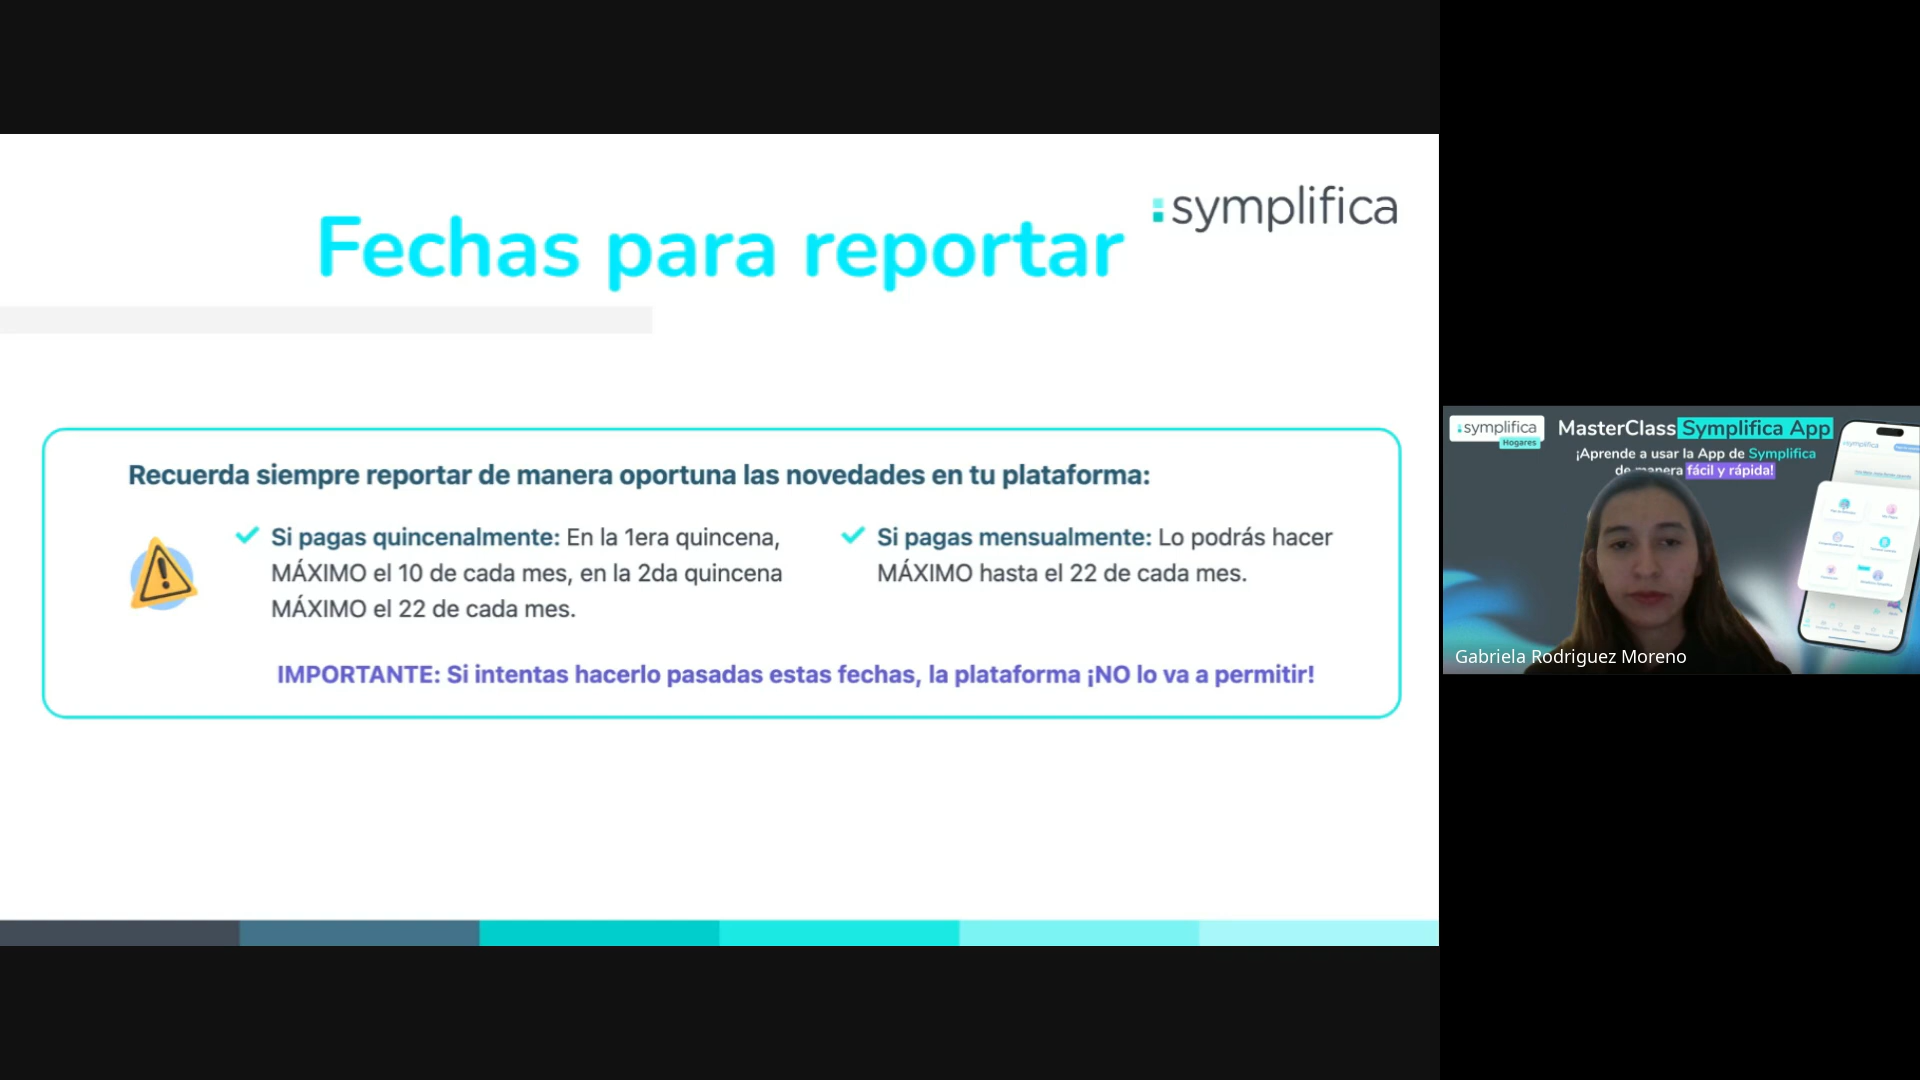 Fechas para reportar
:symplifica
Recuerda siempre reportar de manera oportuna las novedades en tu plataforma:
Si pagas quincenalmente: En la 1era quincena,
MÁXIMO el 10 de cada mes, en la 2da quincena
MÁXIMO el 22 de cada mes.
Si pagas mensualmente: Lo podrás hacer
MÁXIMO hasta el 22 de cada mes.
IMPORTANTE: Si intentas hacerlo pasadas estas fechas, la plataforma ¡NO lo va a permitir!
:symplifica
Hogares
MasterClass Symplifica App
¡Aprende a usar la App de Symplifica
de manera fácil y rápida!
Gabriela Rodriguez Moreno